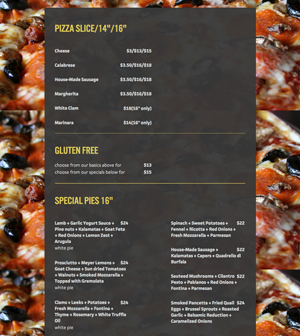 PIZZA SLICE/14"/16"
Cheese $3/$13/$15
Calabrese $3.50/$16/$18
House-Made Sausage $3.50/$16/$18
Margherita $3.50/$16/$18
White Clam $18(16" only)
Marinara $14(16" only)
GLUTEN FREE
choose from our basics above for $13
choose from our specials below for $15
SPECIAL PIES 16"
Lamb + Garlic Yogurt Sauce + $24
Pine nuts + Kalamatas + Goat Feta
+ Red Onions + Lemon Zest +
Arugula
white pie
Prosciutto + Meyer Lemons + $24
Goat Cheese + Sun dried Tomatoes
+ Walnuts + Smoked Mozzarella +
Topped with Gremolata
white pie
Clams + Leeks + Potatoes + $24
Fresh Mozzarella + Fontina +
Thyme + Rosemary + White Truffle
Oil
white pie
Spinach + Sweet Potatoes + $22
Fennel + Ricotta + Red Onions +
Fresh Mozzarella + Parmesan
House-Made Sausage + $22
Kalamatas + Capers + Quadrello di
Bufala
Sauteed Mushrooms + Cilantro $22
Pesto + Poblanos + Red Onions +
Fontina + Parmesan
Smoked Pancetta + Fried Quail $24
Eggs + Brussels Sprouts + Roasted
Garlic + Balsamic Reduction +
Caramelized Onions